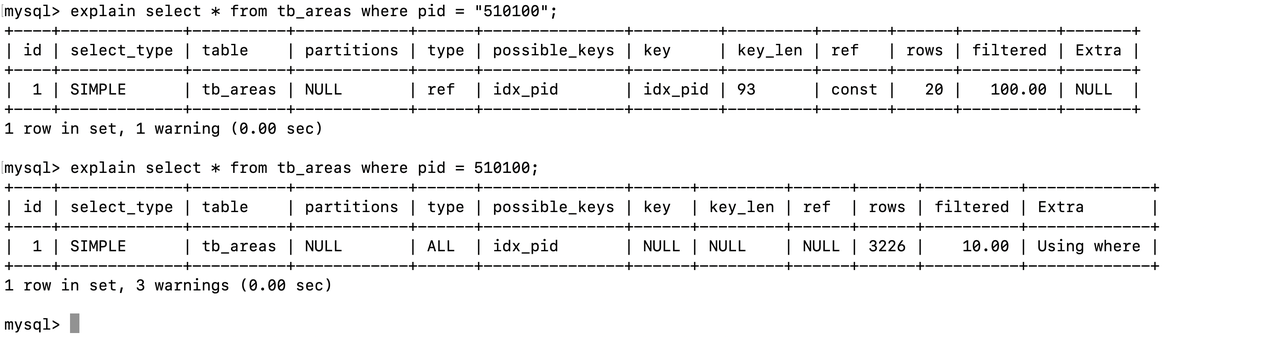 mysql> explain select * from tb_areas where pid = "510100";
+----+-------------+----------+------------+------+---------------+---------+---------+-------+------+----------+-------+
| id | select_type | table    | partitions | type | possible_keys | key     | key_len | ref   | rows | filtered | Extra |
+----+-------------+----------+------------+------+---------------+---------+---------+-------+------+----------+-------+
|  1 | SIMPLE      | tb_areas | NULL       | ref  | idx_pid       | idx_pid | 93      | const |   20 |   100.00 | NULL  |
+----+-------------+----------+------------+------+---------------+---------+---------+-------+------+----------+-------+
1 row in set, 1 warning (0.00 sec)
mysql> explain select * from tb_areas where pid = 510100;
+----+-------------+----------+------------+------+---------------+------+---------+------+------+----------+-------------+
| id | select_type | table    | partitions | type | possible_keys | key  | key_len | ref  | rows | filtered | Extra       |
+----+-------------+----------+------------+------+---------------+------+---------+------+------+----------+-------------+
|  1 | SIMPLE      | tb_areas | NULL       | ALL  | idx_pid       | NULL | NULL    | NULL | 3226 |    10.00 | Using where |
+----+-------------+----------+------------+------+---------------+------+---------+------+------+----------+-------------+
1 row in set, 3 warnings (0.00 sec)
mysql>